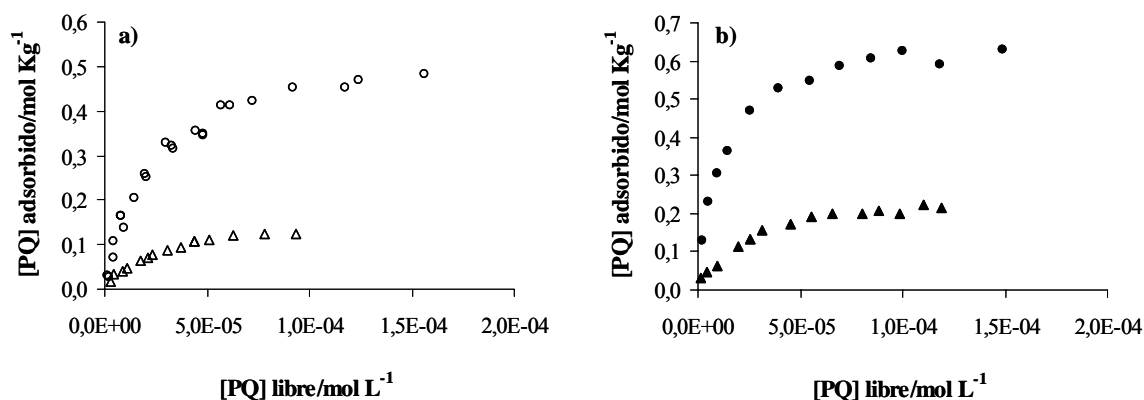 a)
[PQ] adsorbido/mol Kg⁻¹
0,6
0,5
0,4
0,3
0,2
0,1
0,0
0,0E+00 5,0E-05 1,0E-04 1,5E-04 2,0E-04
[PQ] libre/mol L⁻¹
b)
[PQ] adsorbido/mol Kg⁻¹
0,7
0,6
0,5
0,4
0,3
0,2
0,1
0,0
0,0E+00 5,0E-05 1,0E-04 1,5E-04 2,0E-04
[PQ] libre/mol L⁻¹